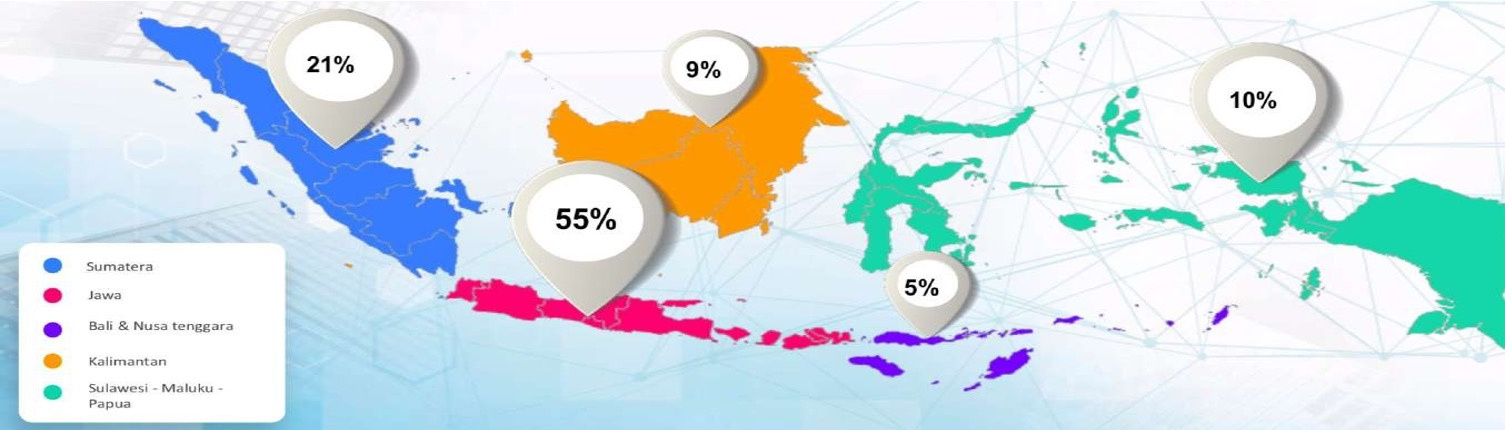 21%
9%
10%
55%
5%
Sumatera
Jawa
Bali & Nusa tenggara
Kalimantan
Sulawesi - Maluku -
Papua